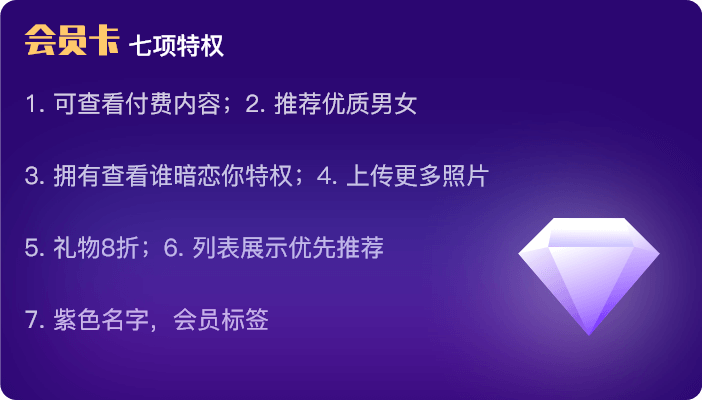 会员卡 七项特权
1. 可查看付费内容；2. 推荐优质男女
3. 拥有查看谁暗恋你特权；4. 上传更多照片
5. 礼物8折；6. 列表展示优先推荐
7. 紫色名字，会员标签